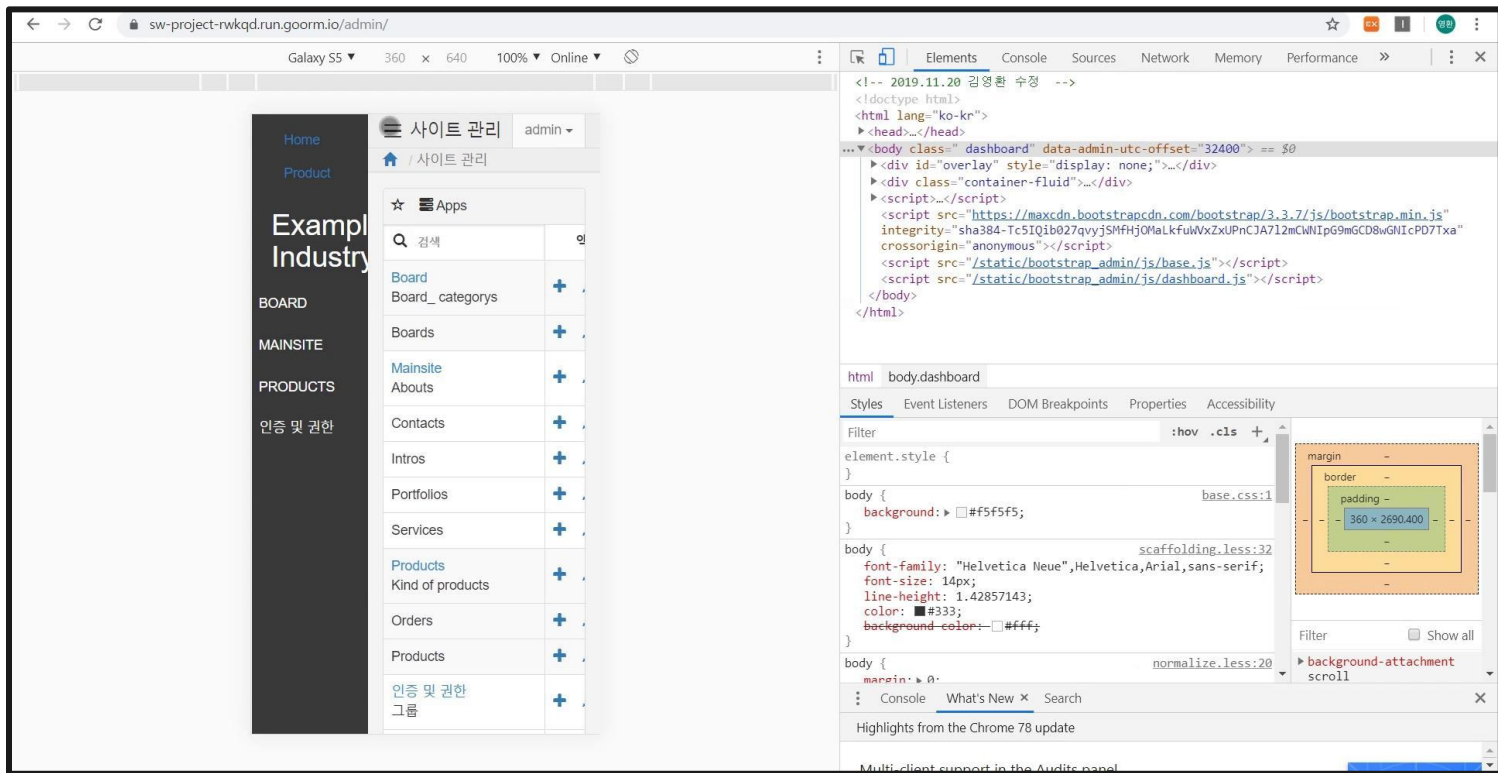 sw-project-rwkqd.run.goorm.io/admin/
영환
Galaxy S5 ▼ 360 × 640 100% ▼ Online ▼
Home
Product
Exampl
Industry
BOARD
MAINSITE
PRODUCTS
인증 및 권한
사이트 관리 admin
/ 사이트 관리
Apps
검색
Board
Board_ categorys
Boards
Mainsite
Abouts
Contacts
Intros
Portfolios
Services
Products
Kind of products
Orders
Products
인증 및 권한
그룹
Elements Console Sources Network Memory Performance »
<!-- 2019.11.20 김영환 수정 -->
<!doctype html>
<html lang="ko-kr">
▶<head>…</head>
…▼<body class=" dashboard" data-admin-utc-offset="32400"> == $0
▶<div id="overlay" style="display: none;">…</div>
▶<div class="container-fluid">…</div>
▶<script>…</script>
<script src="https://maxcdn.bootstrapcdn.com/bootstrap/3.3.7/js/bootstrap.min.js"
integrity="sha384-Tc5IQib027qvyjSMfHjOMaLkfuWVxZxUPnCJA7l2mCWNIpG9mGCD8wGNIcPD7Txa"
crossorigin="anonymous"></script>
<script src="/static/bootstrap_admin/js/base.js"></script>
<script src="/static/bootstrap_admin/js/dashboard.js"></script>
</body>
</html>
html body.dashboard
Styles Event Listeners DOM Breakpoints Properties Accessibility
Filter :hov .cls +
element.style {
}
body { base.css:1
background: ▶ #f5f5f5;
}
body { scaffolding.less:32
font-family: "Helvetica Neue",Helvetica,Arial,sans-serif;
font-size: 14px;
line-height: 1.42857143;
color: #333;
background-color: #fff;
}
body { normalize.less:20
margin: ▶ 0;
margin –
border –
padding –
– – – 360 × 2690.400 – – –
–
–
–
Filter Show all
▶ background-attachment
scroll
Console What's New × Search
Highlights from the Chrome 78 update
Multi-client support in the Audits panel